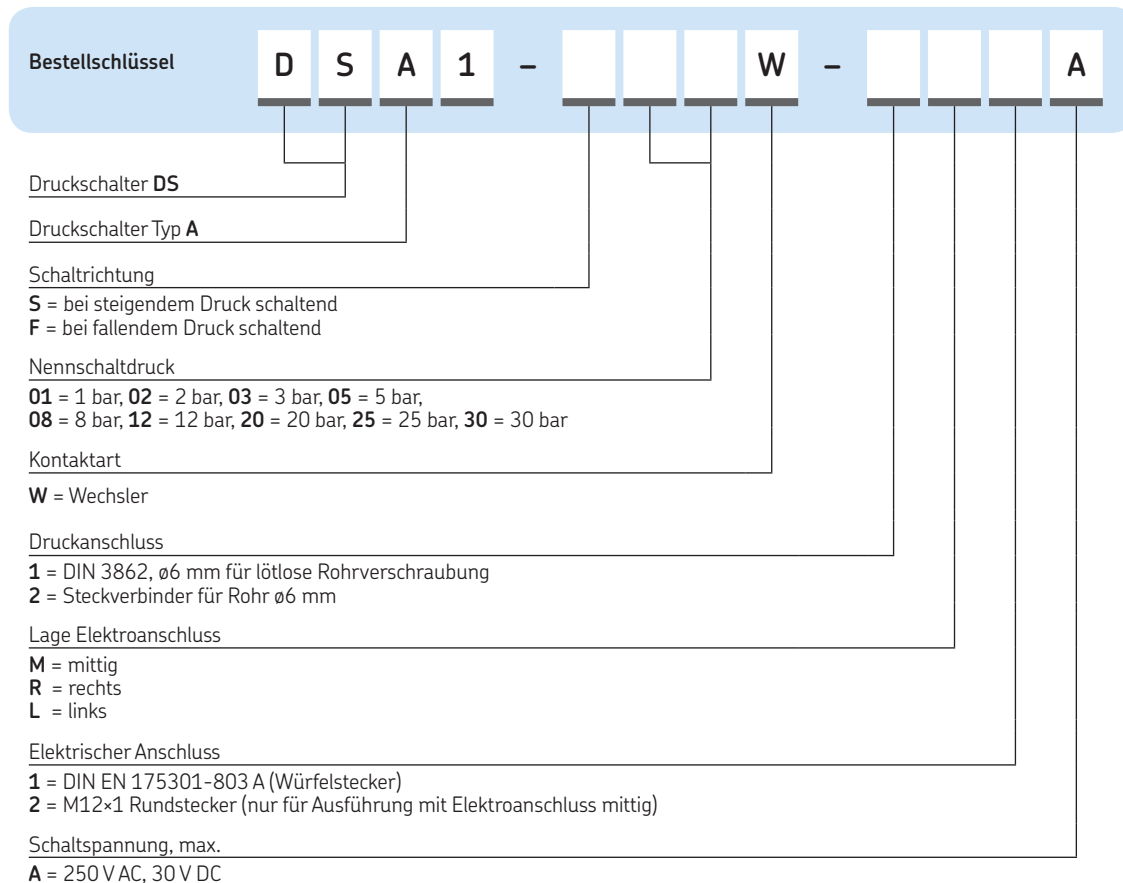 Bestellschlüssel D S A 1 – W – A
Druckschalter DS
Druckschalter Typ A
Schaltrichtung
S = bei steigendem Druck schaltend
F = bei fallendem Druck schaltend
Nennschaltdruck
01 = 1 bar, 02 = 2 bar, 03 = 3 bar, 05 = 5 bar,
08 = 8 bar, 12 = 12 bar, 20 = 20 bar, 25 = 25 bar, 30 = 30 bar
Kontaktart
W = Wechsler
Druckanschluss
1 = DIN 3862, ø6 mm für lötlose Rohrverschraubung
2 = Steckverbinder für Rohr ø6 mm
Lage Elektroanschluss
M = mittig
R = rechts
L = links
Elektrischer Anschluss
1 = DIN EN 175301-803 A (Würfelstecker)
2 = M12×1 Rundstecker (nur für Ausführung mit Elektroanschluss mittig)
Schaltspannung, max.
A = 250 V AC, 30 V DC